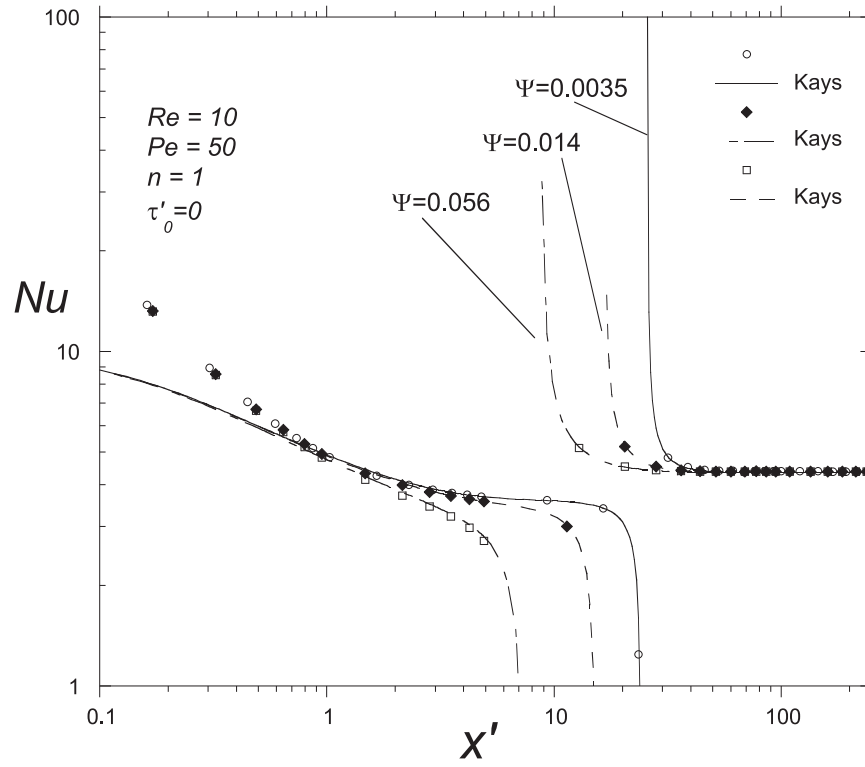 100
Ψ=0.0035
Kays
Re = 10
Pe = 50
Ψ=0.014
Kays
n = 1
τ'₀=0
Ψ=0.056
Kays
Nu
10
1
0.1
1
10
100
x'